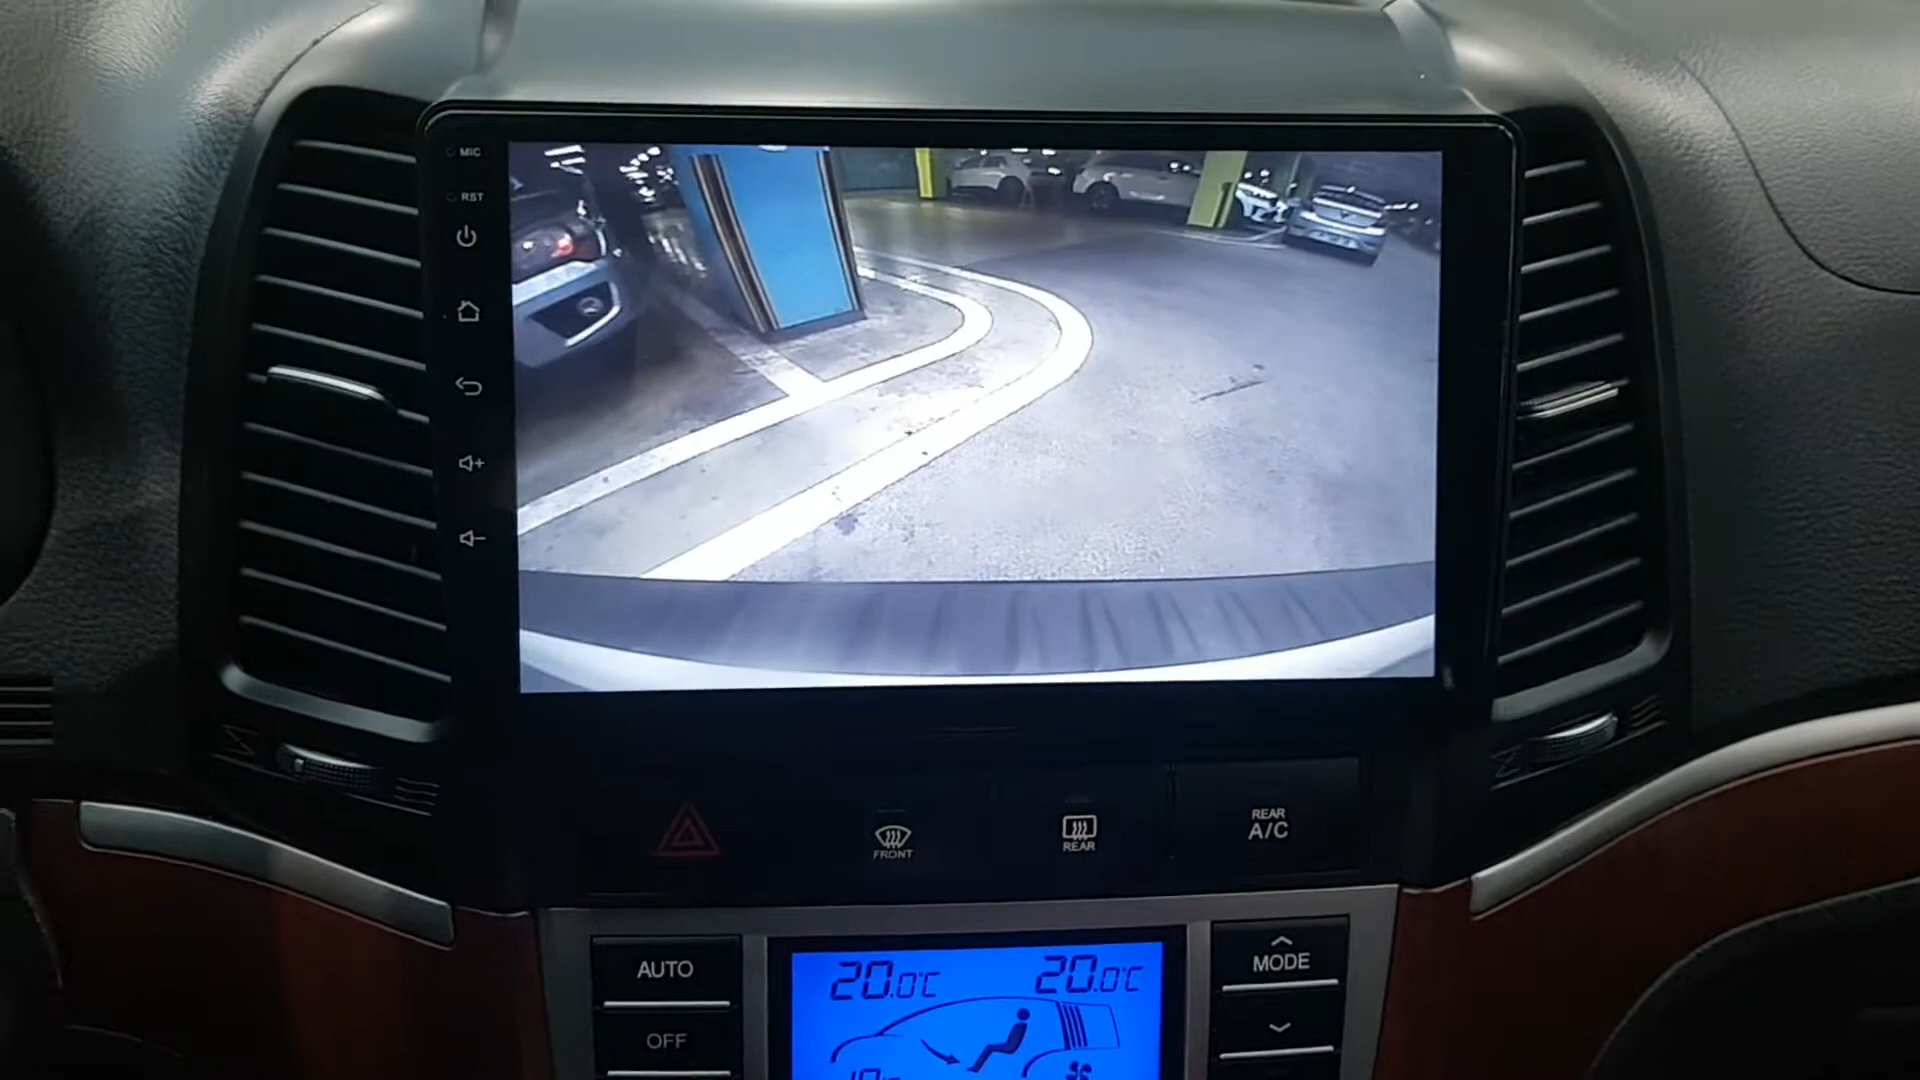 MIC
RST
FRONT
REAR
REAR
A/C
AUTO
20.0°C
20.0°C
MODE
OFF